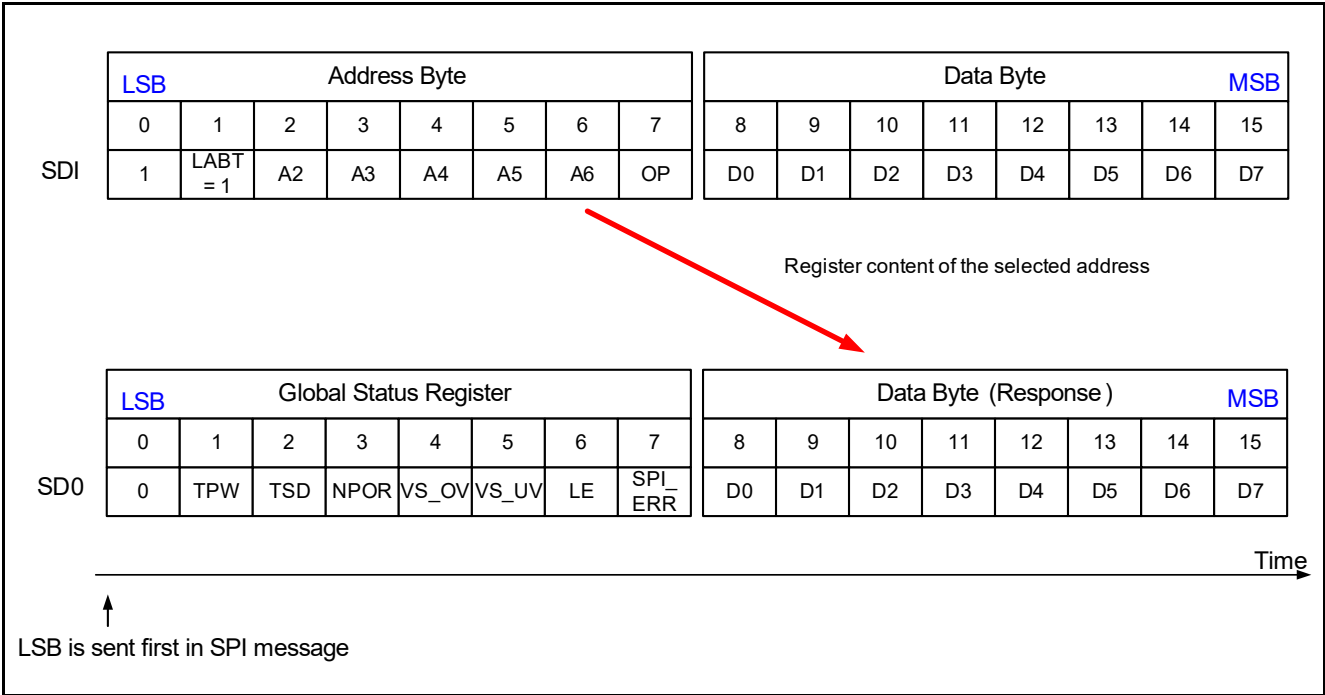 LSB Address Byte Data Byte MSB
0 1 2 3 4 5 6 7 8 9 10 11 12 13 14 15
SDI 1 LABT = 1 A2 A3 A4 A5 A6 OP D0 D1 D2 D3 D4 D5 D6 D7
Register content of the selected address
LSB Global Status Register Data Byte (Response) MSB
0 1 2 3 4 5 6 7 8 9 10 11 12 13 14 15
SD0 0 TPW TSD NPOR VS_OV VS_UV LE SPI_ERR D0 D1 D2 D3 D4 D5 D6 D7
Time
LSB is sent first in SPI message